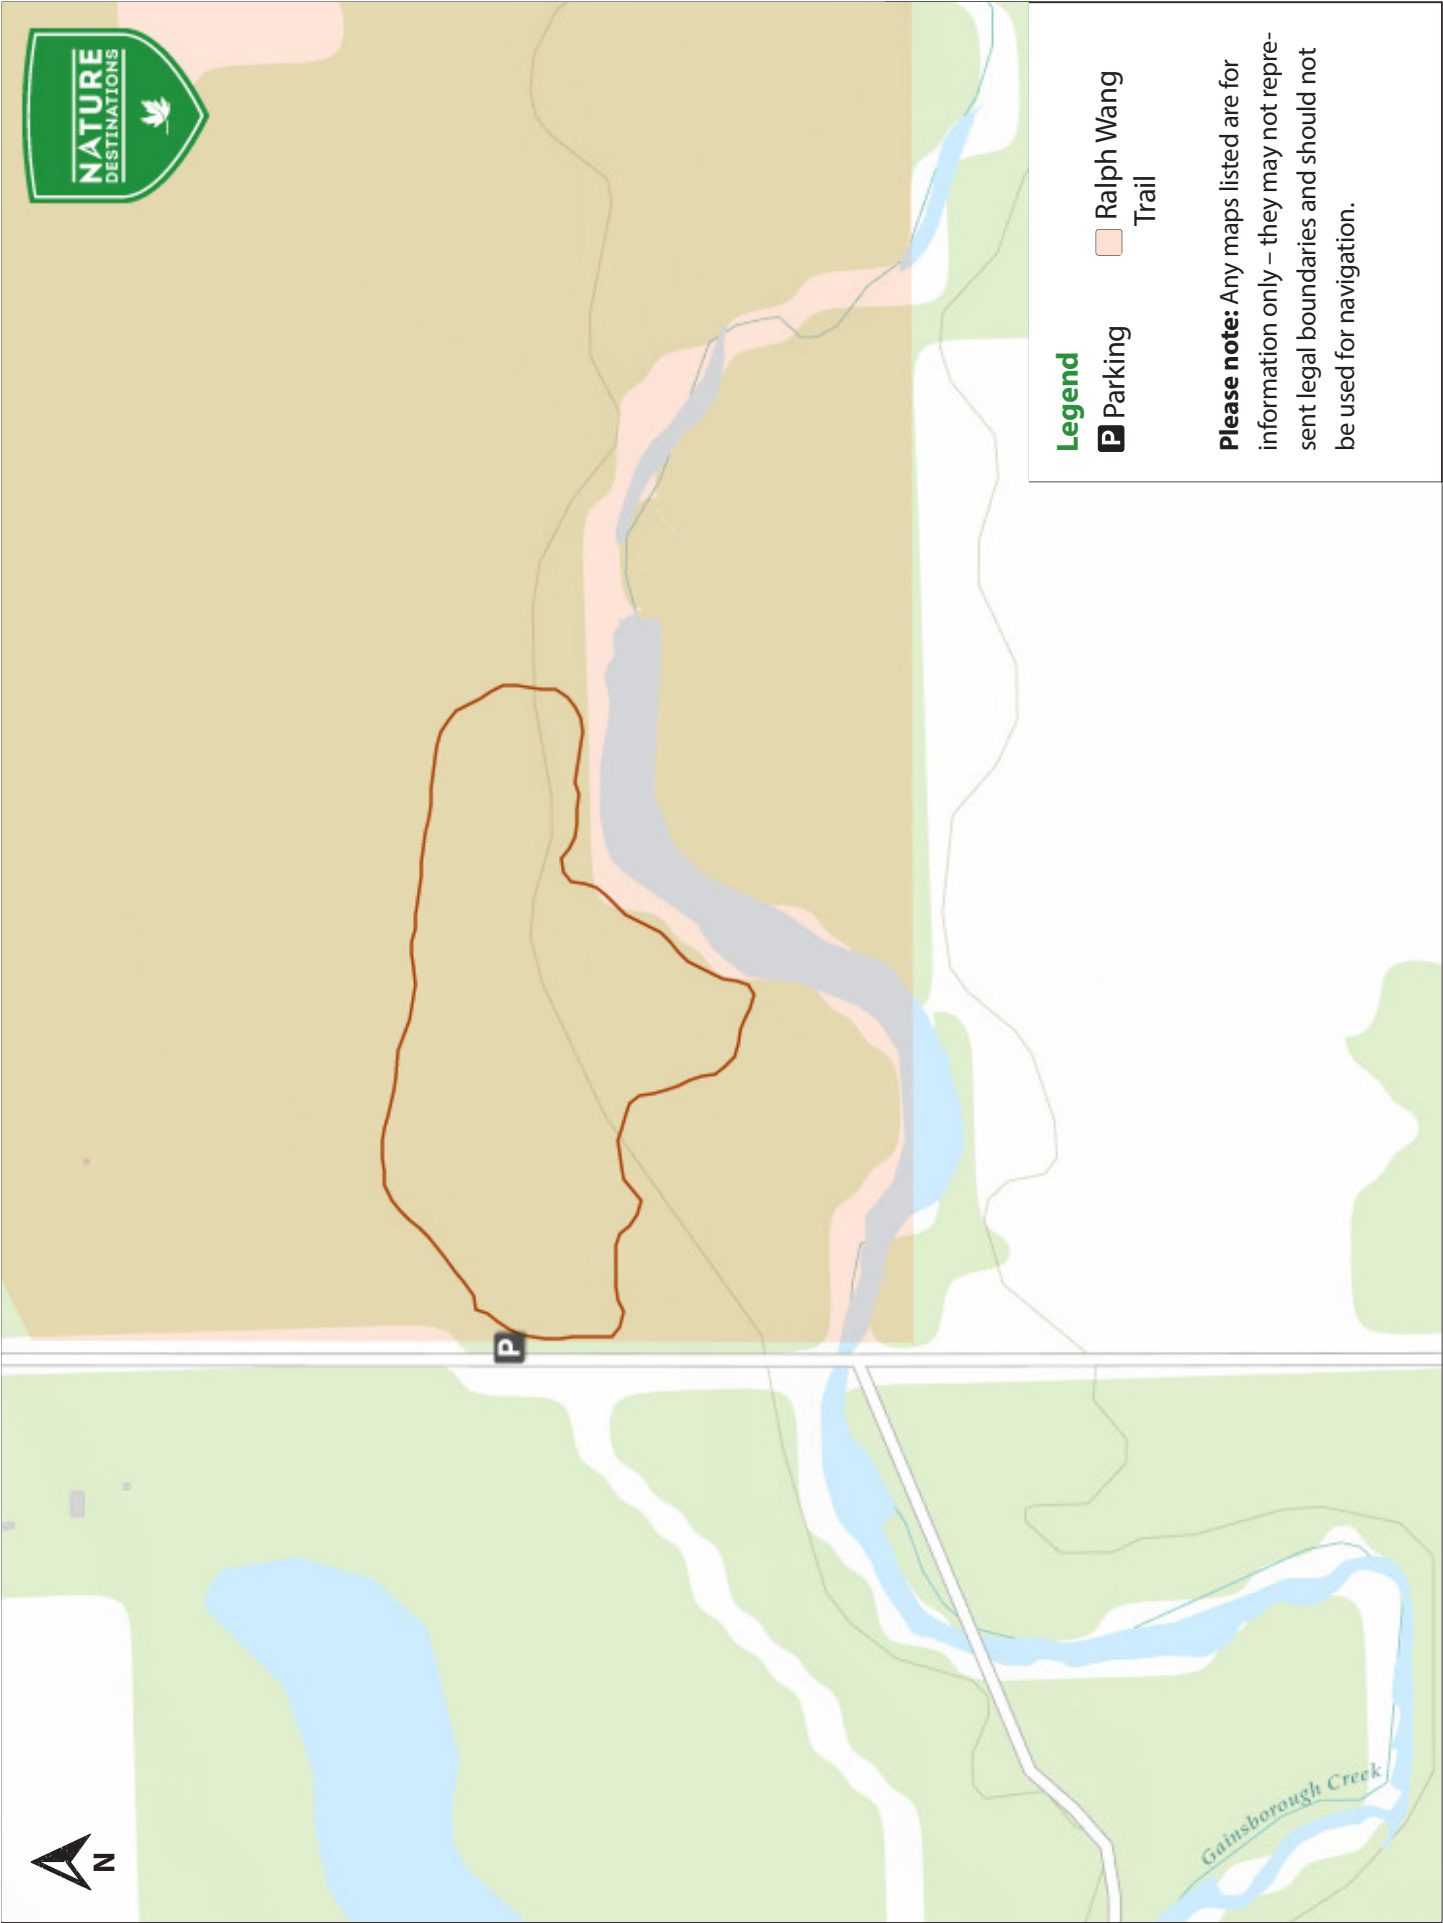 NATURE
DESTINATIONS
N
P
Gainsborough Creek
Legend
P Parking
Ralph Wang
Trail
Please note: Any maps listed are for
information only – they may not repre-
sent legal boundaries and should not
be used for navigation.